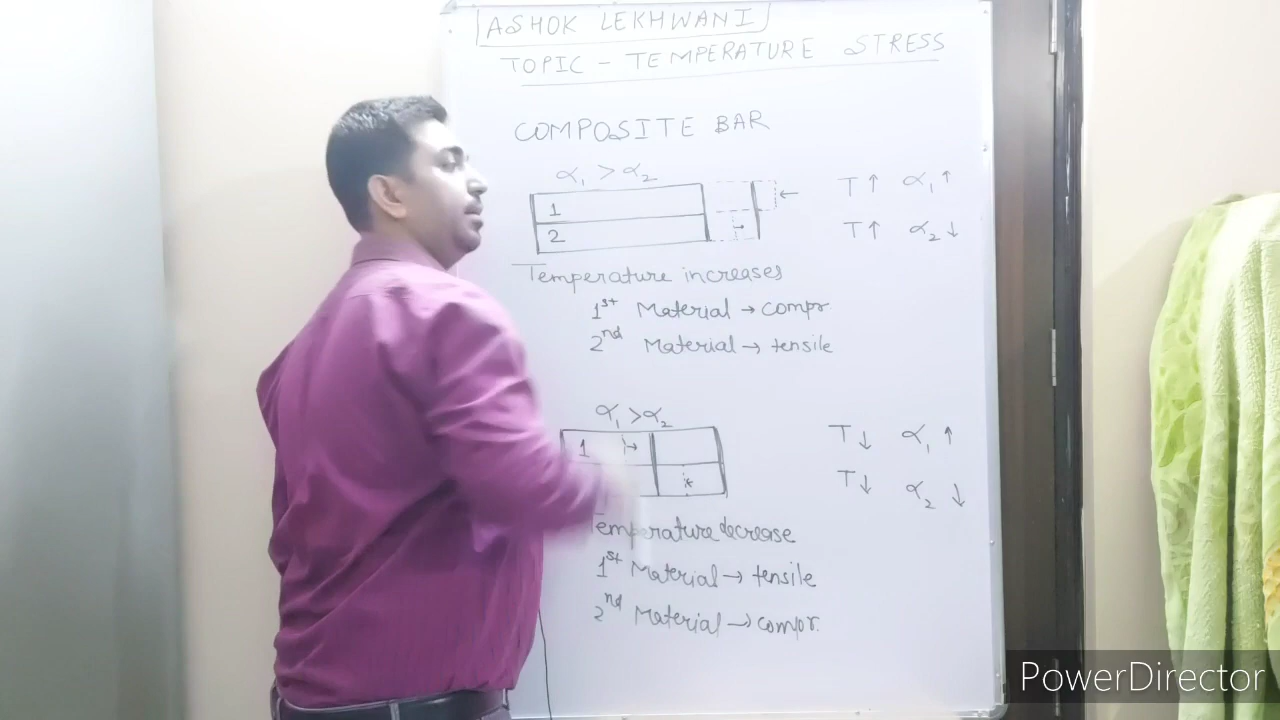 ASHOK LEKHWANI
TOPIC - TEMPERATURE STRESS
COMPOSITE BAR
α₁ > α₂
1
2
T↑ α₁↑
T↑ α₂↓
Temperature increases
1st Material → compr
2nd Material → tensile
α₁ > α₂
1
T↓ α₁↑
T↓ α₂↓
Temperature decrease
1st Material → tensile
2nd Material → compr.
PowerDirector